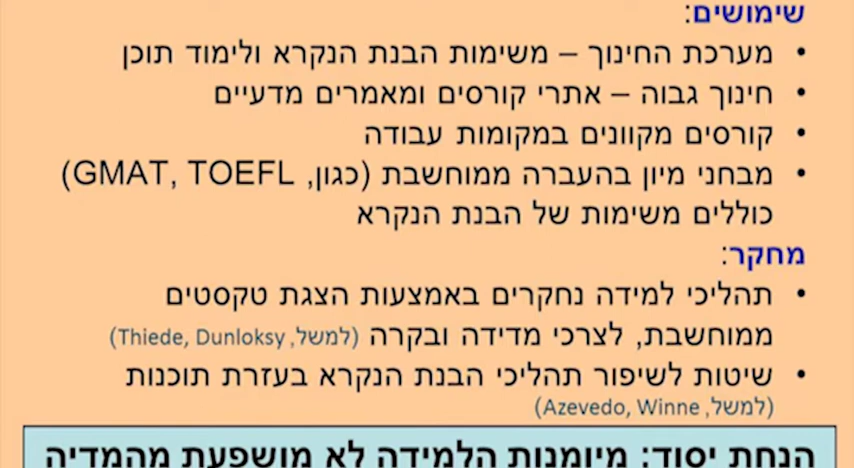 שימושים:
• מערכת החינוך – משימות הבנת הנקרא ולימוד תוכן
• חינוך גבוה – אתרי קורסים ומאמרים מדעיים
• קורסים מקוונים במקומות עבודה
• מבחני מיון בהעברה ממוחשבת (כגון, GMAT, TOEFL)
כוללים משימות של הבנת הנקרא
מחקר:
• תהליכי למידה נחקרים באמצעות הצגת טקסטים
ממוחשבת, לצרכי מדידה ובקרה (למשל, Thiede, Dunloksy)
• שיטות לשיפור תהליכי הבנת הנקרא בעזרת תוכנות
(למשל, Azevedo, Winne)
הנחת יסוד: מיומנות הלמידה לא מושפעת מהמדיה